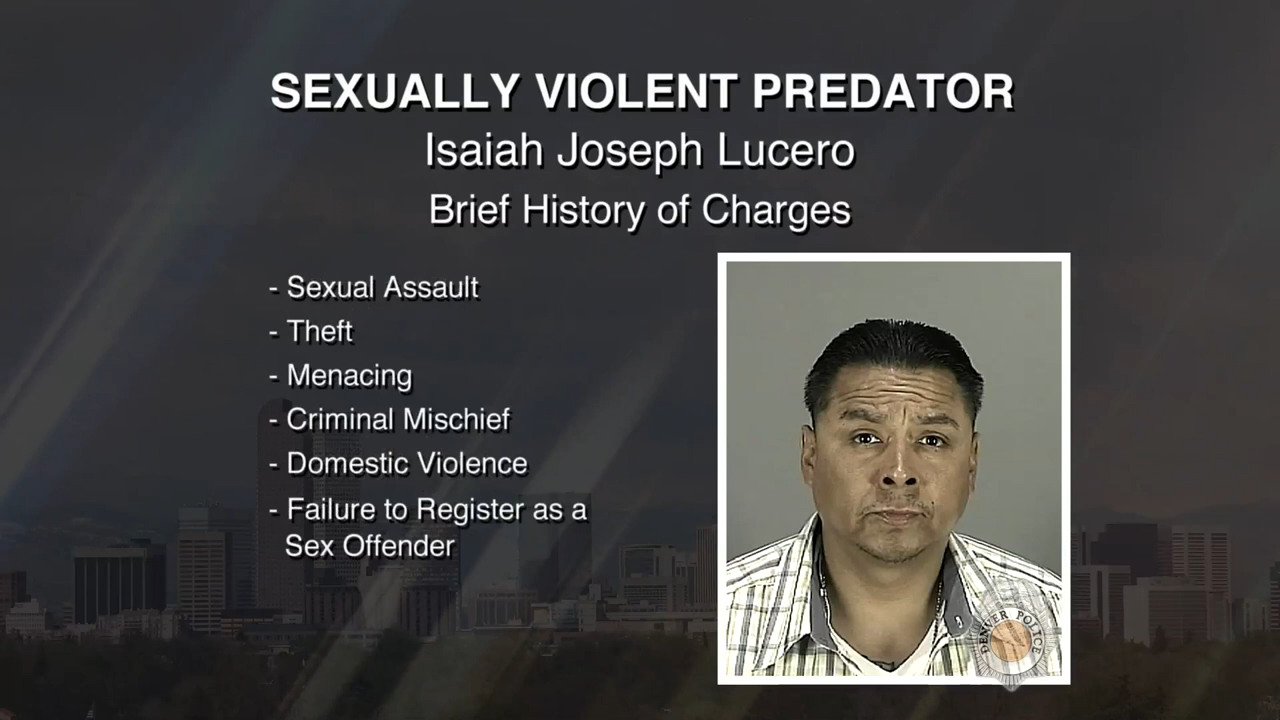 SEXUALLY VIOLENT PREDATOR
Isaiah Joseph Lucero
Brief History of Charges
- Sexual Assault
- Theft
- Menacing
- Criminal Mischief
- Domestic Violence
- Failure to Register as a
Sex Offender
DENVER POLICE